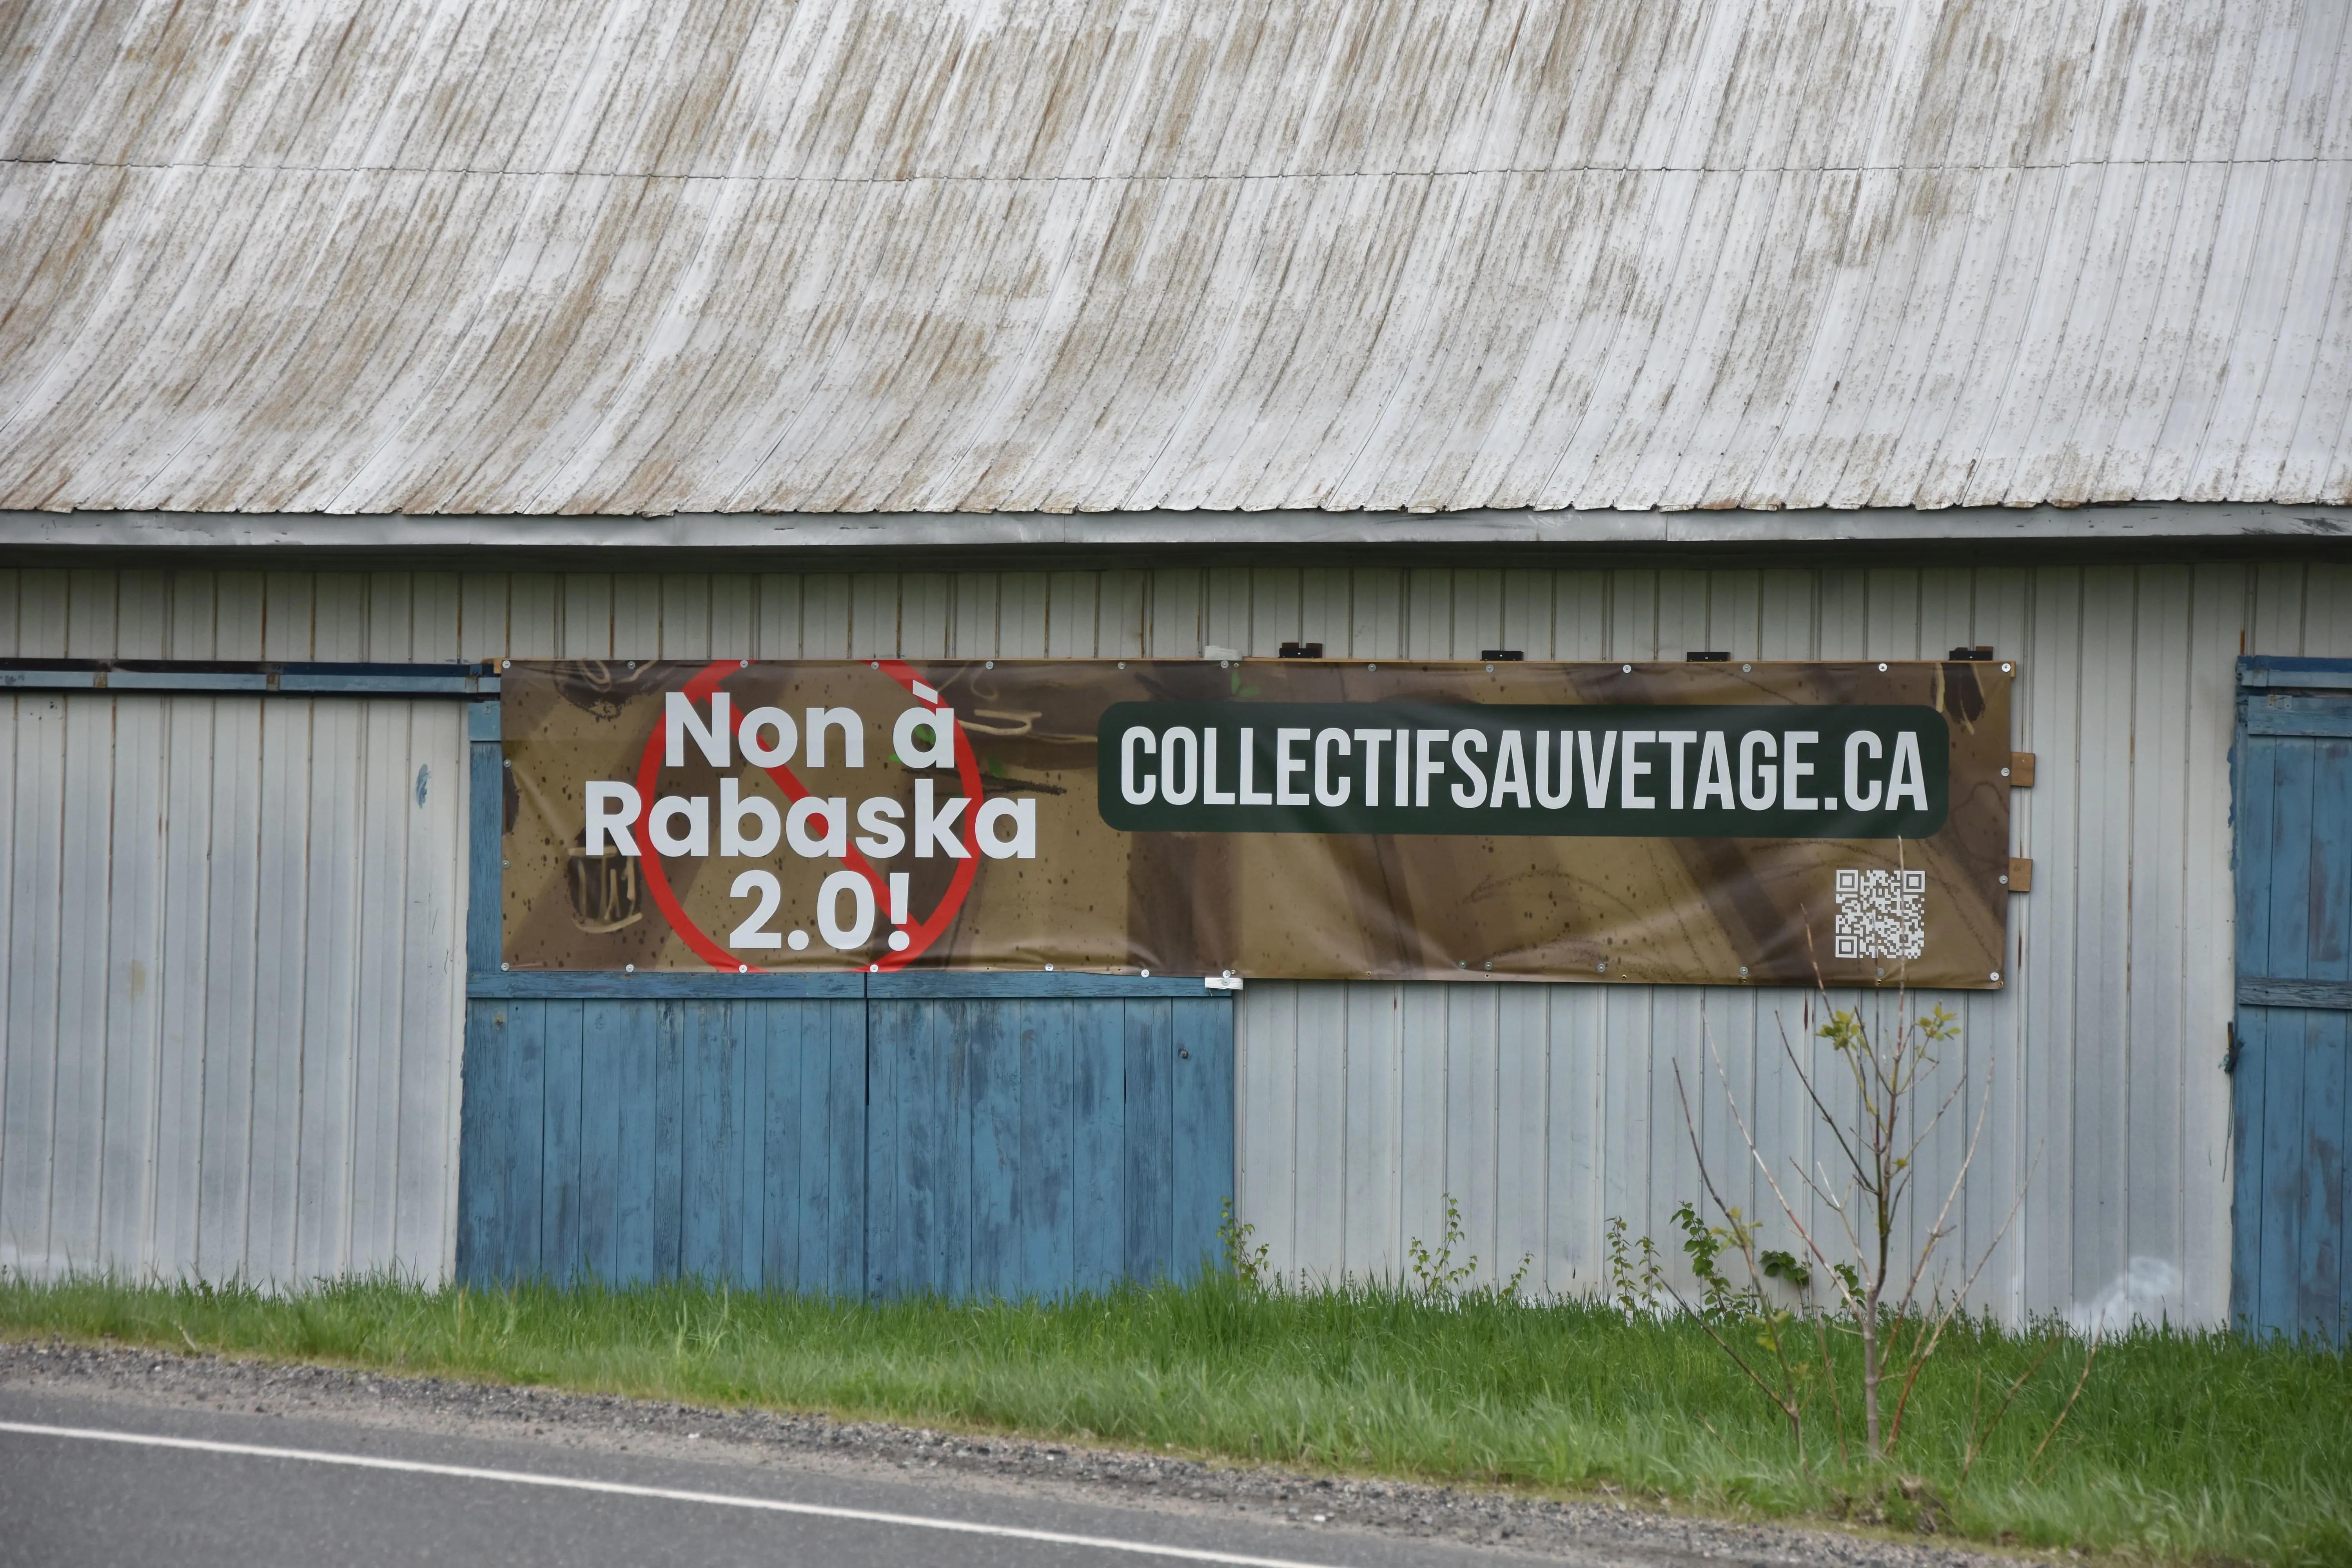 Non à
Rabaska
2.0!
COLLECTIFSAUVETAGE.CA